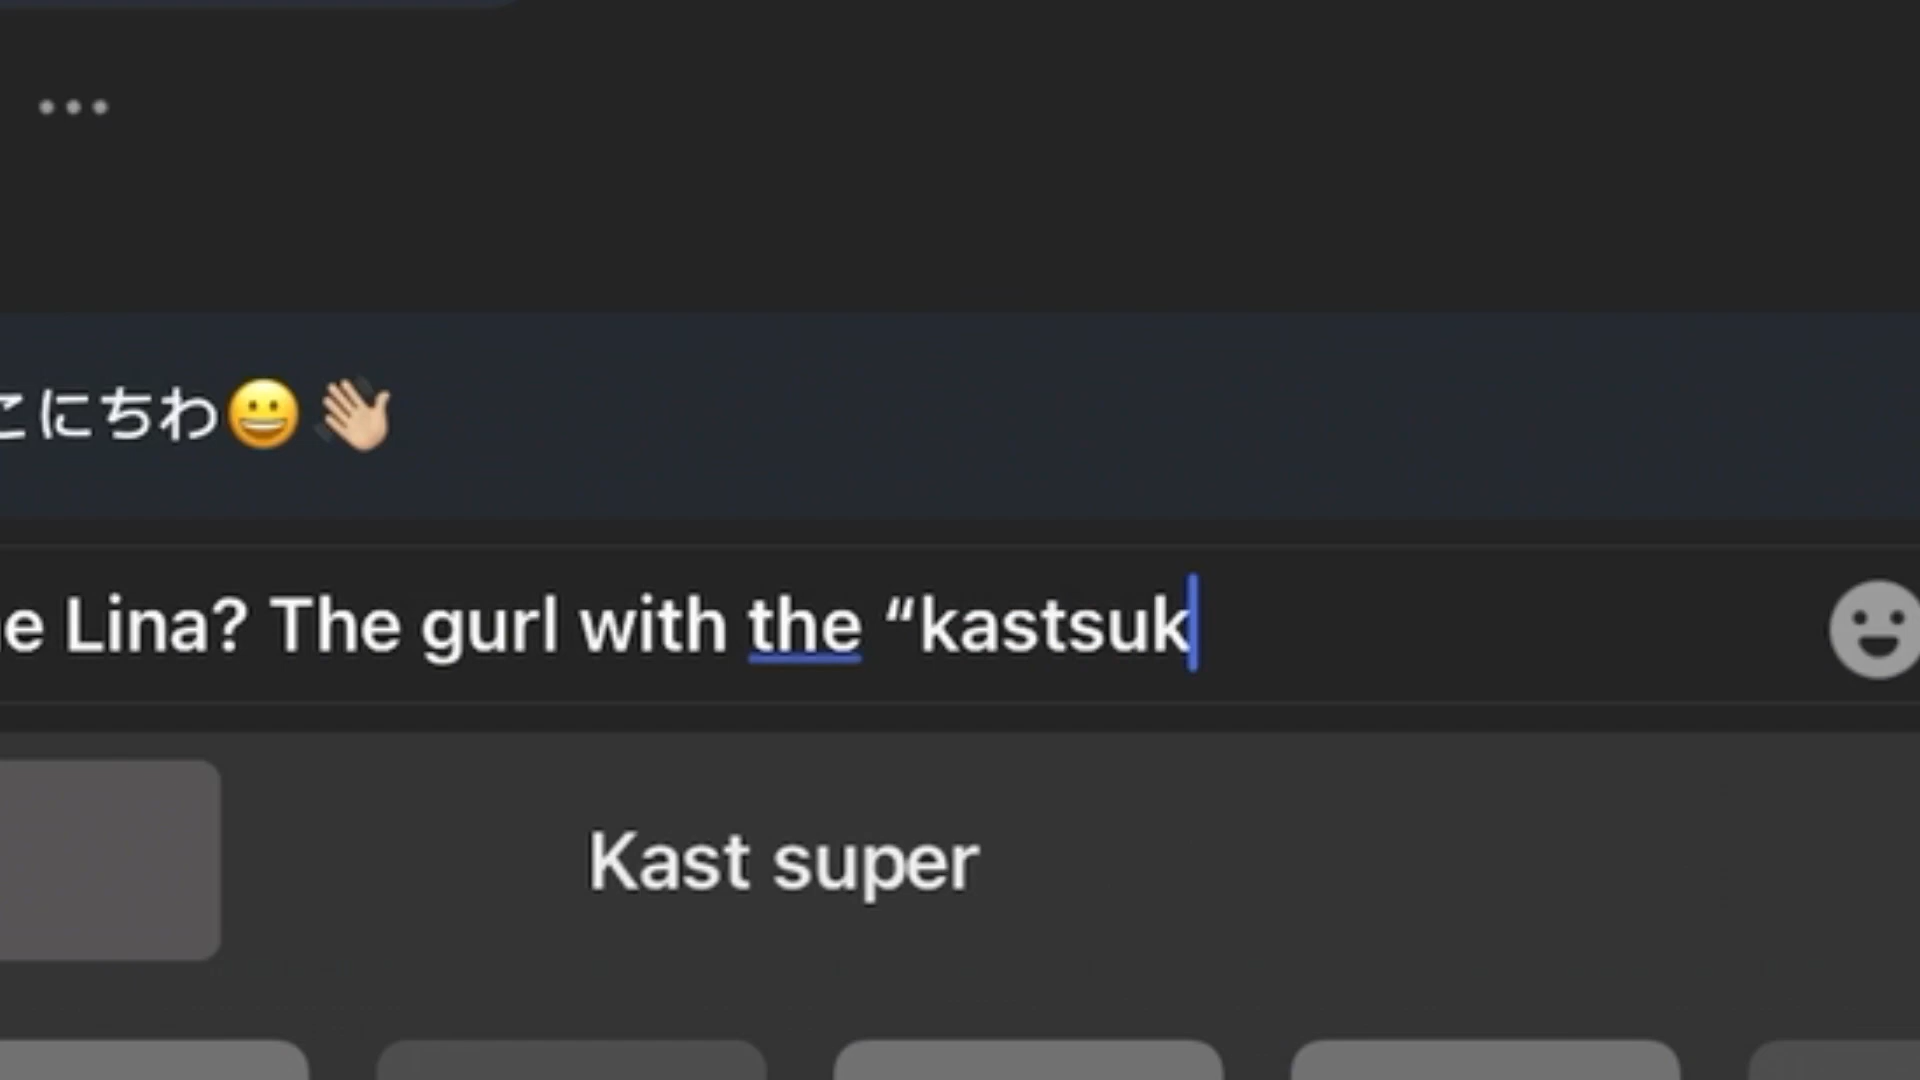 こにちわ😀👋🏼
e Lina? The gurl with the “kastsuk
Kast super